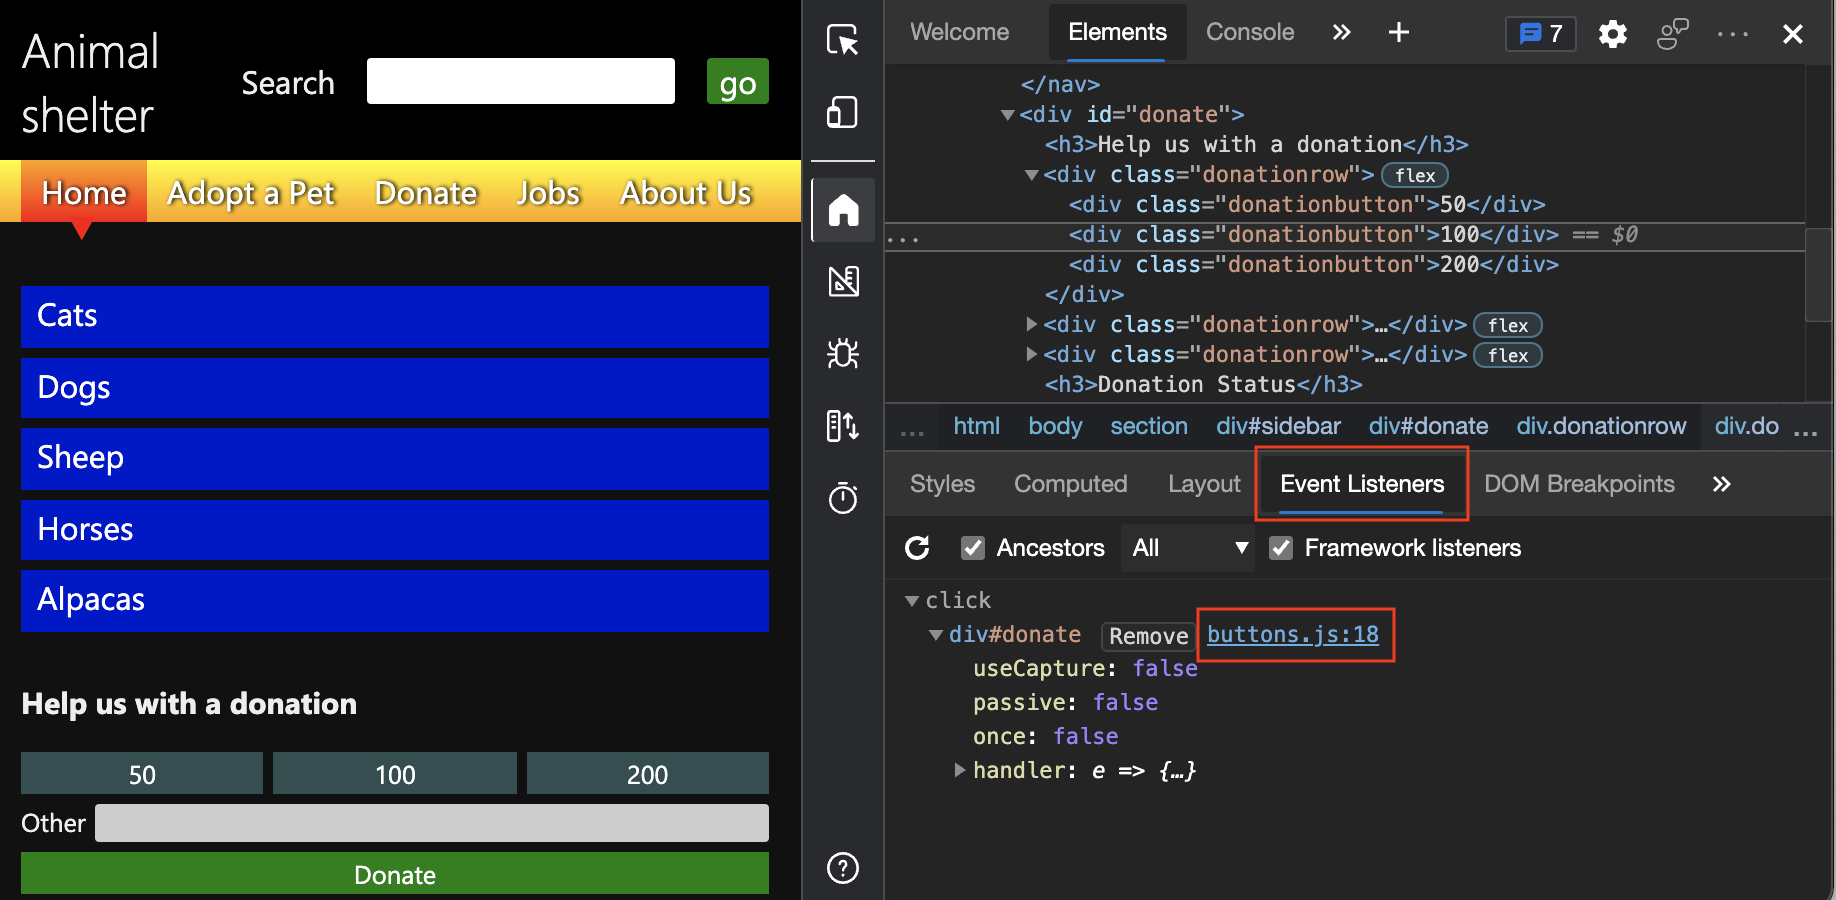 Animal
shelter
Search
go
Home Adopt a Pet Donate Jobs About Us
Cats
Dogs
Sheep
Horses
Alpacas
Help us with a donation
50 100 200
Other
Donate
Welcome Elements Console » + 7
</nav>
<div id="donate">
<h3>Help us with a donation</h3>
<div class="donationrow"> flex
<div class="donationbutton">50</div>
... <div class="donationbutton">100</div> == $0
<div class="donationbutton">200</div>
</div>
<div class="donationrow">…</div> flex
<div class="donationrow">…</div> flex
<h3>Donation Status</h3>
... html body section div#sidebar div#donate div.donationrow div.do ...
Styles Computed Layout Event Listeners DOM Breakpoints »
Ancestors All Framework listeners
click
div#donate Remove buttons.js:18
useCapture: false
passive: false
once: false
handler: e => {…}